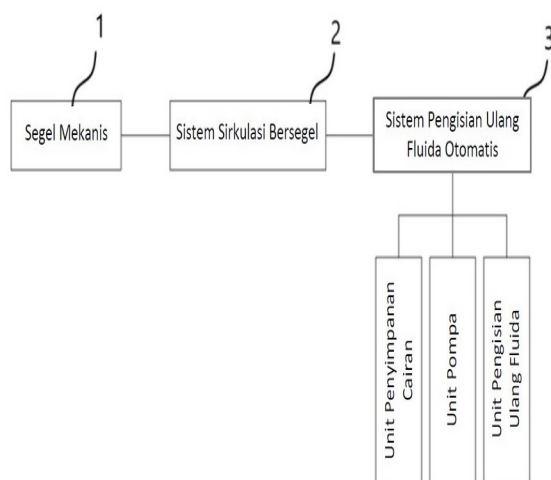 1
2
3
Segel Mekanis
Sistem Sirkulasi Bersegel
Sistem Pengisian Ulang
Fluida Otomatis
Unit Penyimpanan
Cairan
Unit Pompa
Unit Pengisian
Ulang Fluida